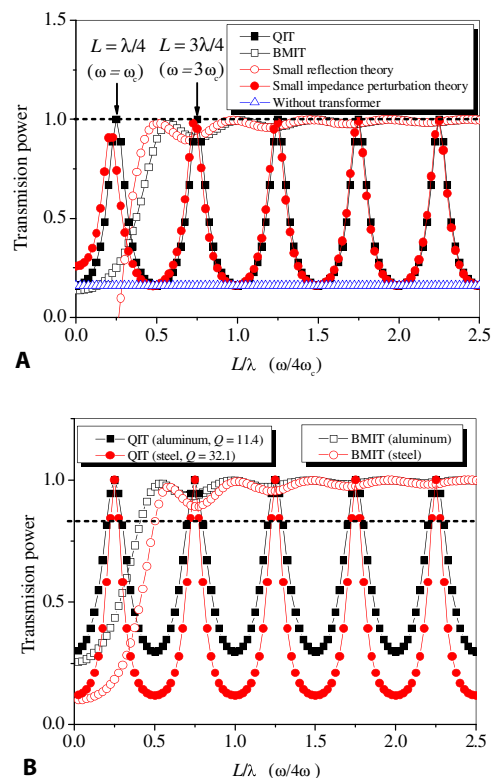 L = λ/4
(ω = ω_c)
L = 3λ/4
(ω = 3ω_c)
QIT
BMIT
Small reflection theory
Small impedance perturbation theory
Without transformer
Transmision power
1.5
1.0
0.5
0.0
0.0 0.5 1.0 1.5 2.0 2.5
L/λ (ω/4ω_c)
A
QIT (aluminum, Q = 11.4)
QIT (steel, Q = 32.1)
BMIT (aluminum)
BMIT (steel)
Transmision power
1.0
0.5
0.0
0.0 0.5 1.0 1.5 2.0 2.5
L/λ (ω/4ω)
B